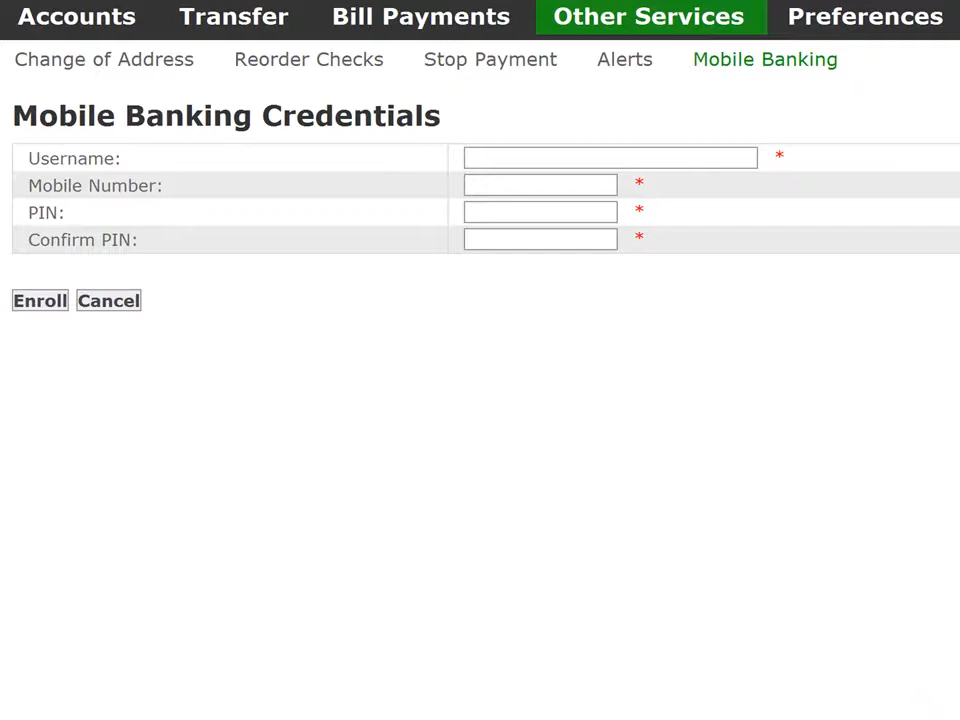 Accounts Transfer Bill Payments Other Services Preferences
Change of Address Reorder Checks Stop Payment Alerts Mobile Banking
Mobile Banking Credentials
Username: *
Mobile Number: *
PIN: *
Confirm PIN: *
Enroll Cancel